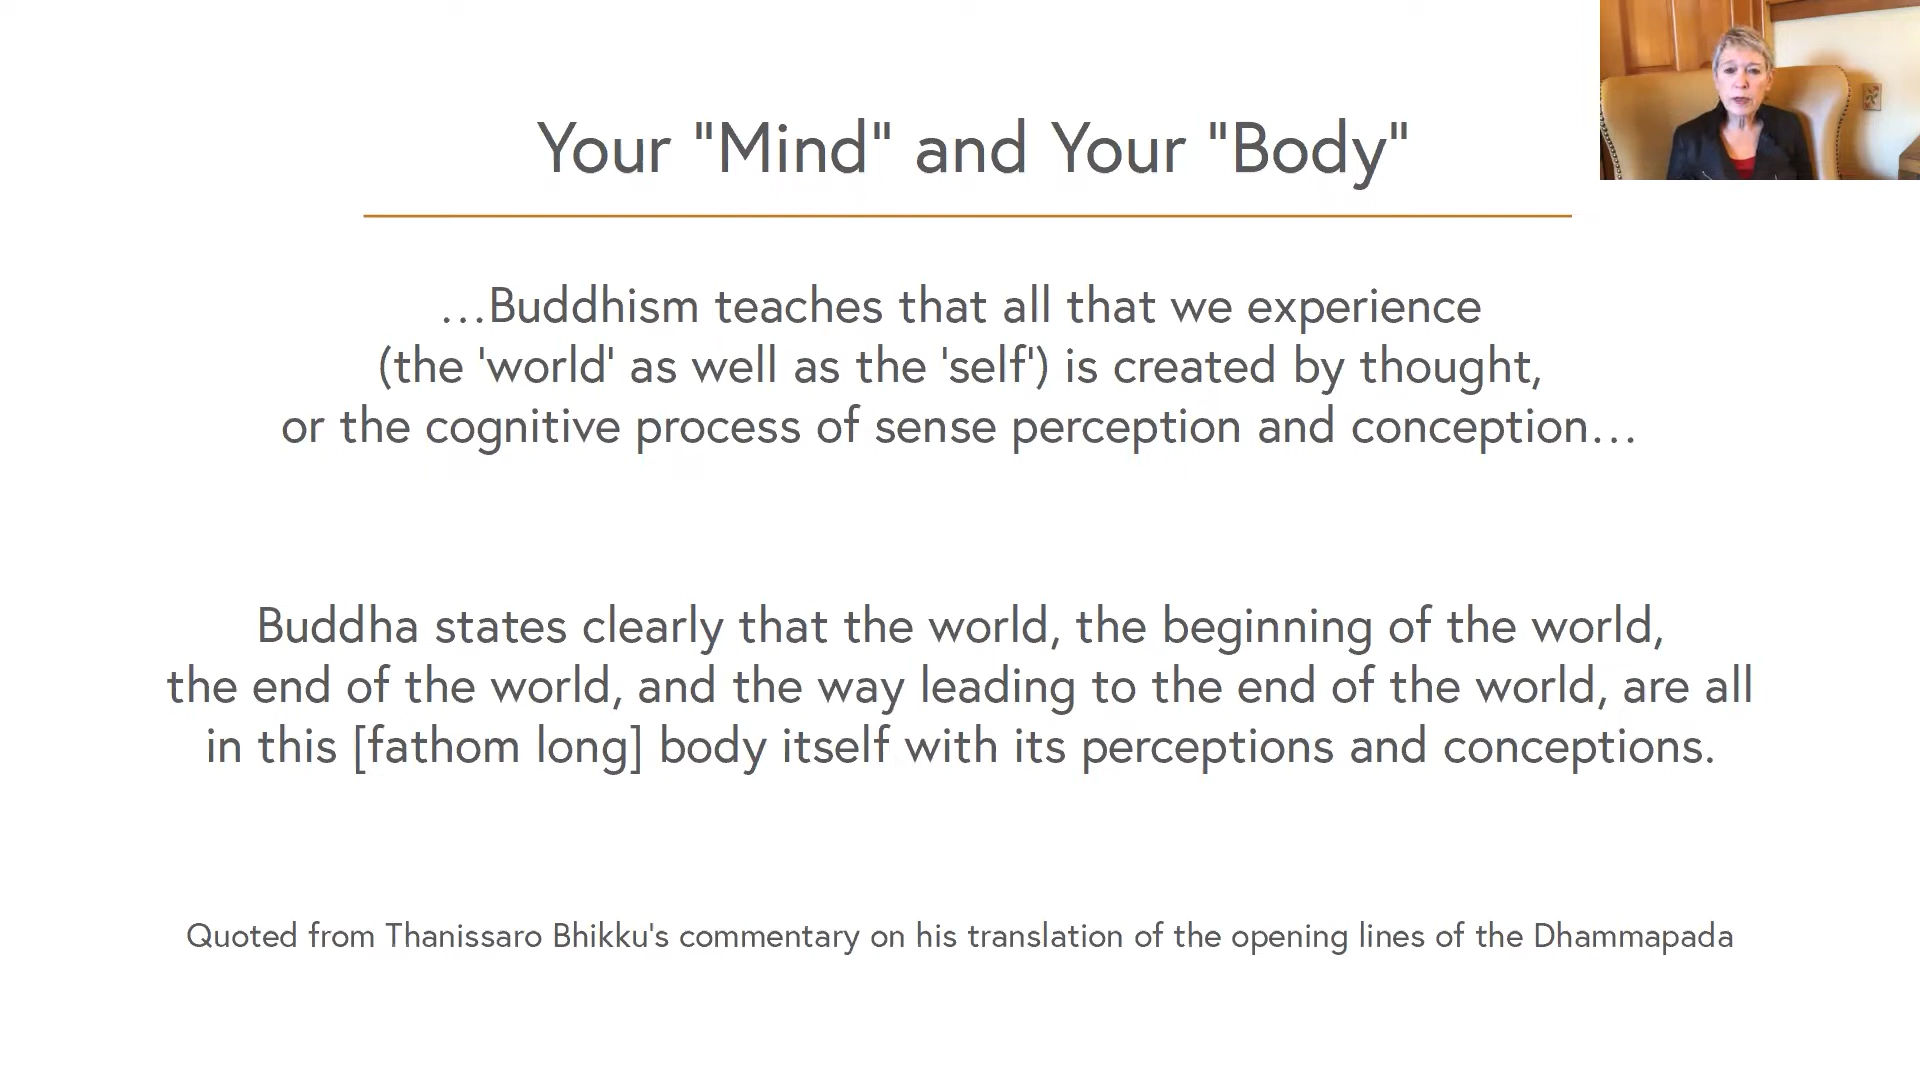 Your "Mind" and Your "Body"
…Buddhism teaches that all that we experience
(the 'world' as well as the 'self') is created by thought,
or the cognitive process of sense perception and conception…
Buddha states clearly that the world, the beginning of the world,
the end of the world, and the way leading to the end of the world, are all
in this [fathom long] body itself with its perceptions and conceptions.
Quoted from Thanissaro Bhikku's commentary on his translation of the opening lines of the Dhammapada